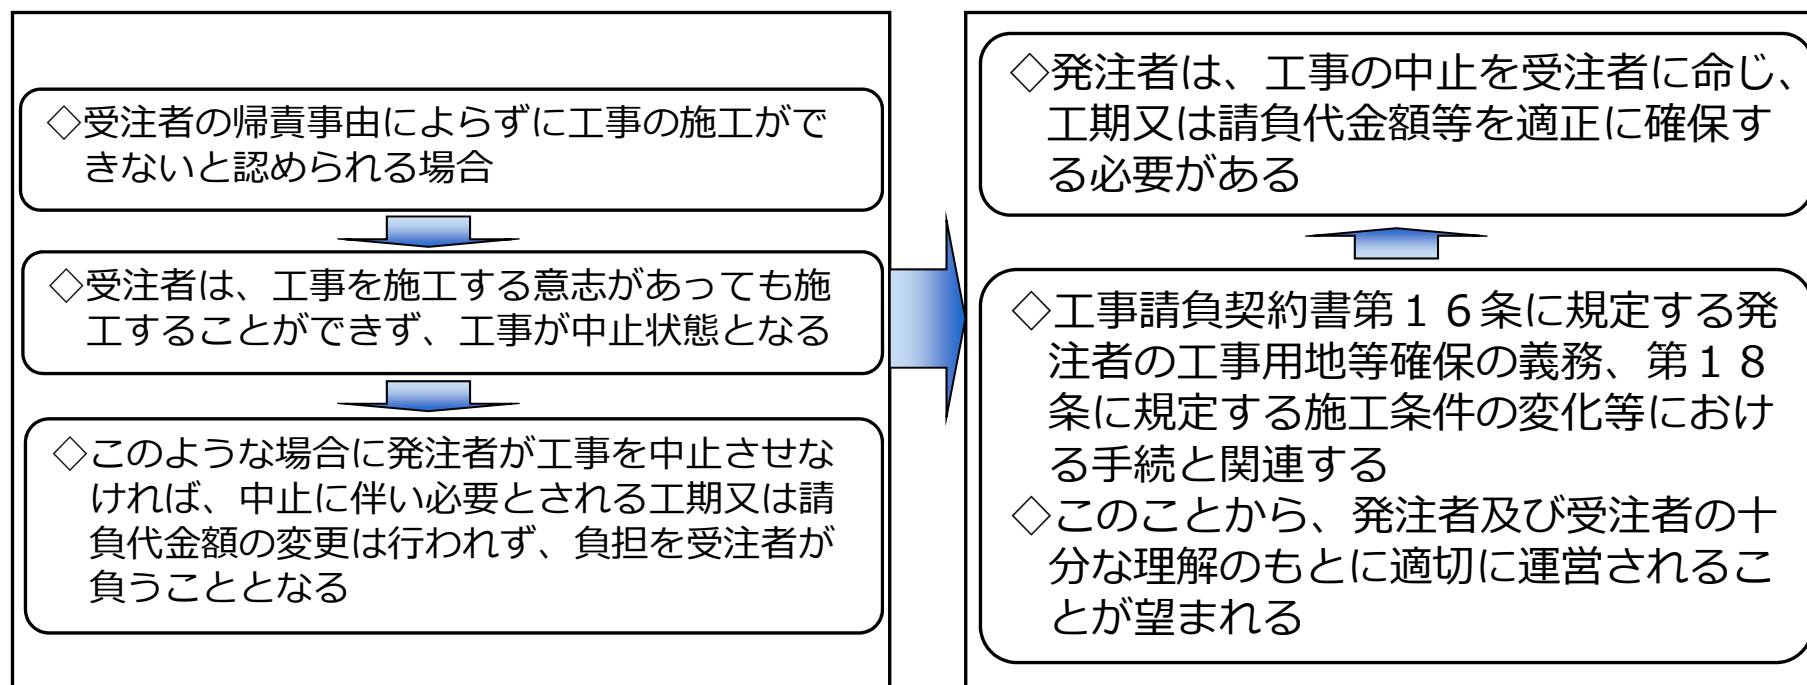 ◇受注者の帰責事由によらずに工事の施工がで
きないと認められる場合
◇受注者は、工事を施工する意志があっても施
工することができず、工事が中止状態となる
◇このような場合に発注者が工事を中止させな
ければ、中止に伴い必要とされる工期又は請
負代金額の変更は行われず、負担を受注者が
負うこととなる
◇発注者は、工事の中止を受注者に命じ、
工期又は請負代金額等を適正に確保す
る必要がある
◇工事請負契約書第１６条に規定する発
注者の工事用地等確保の義務、第１８
条に規定する施工条件の変化等におけ
る手続と関連する
◇このことから、発注者及び受注者の十
分な理解のもとに適切に運営されるこ
とが望まれる